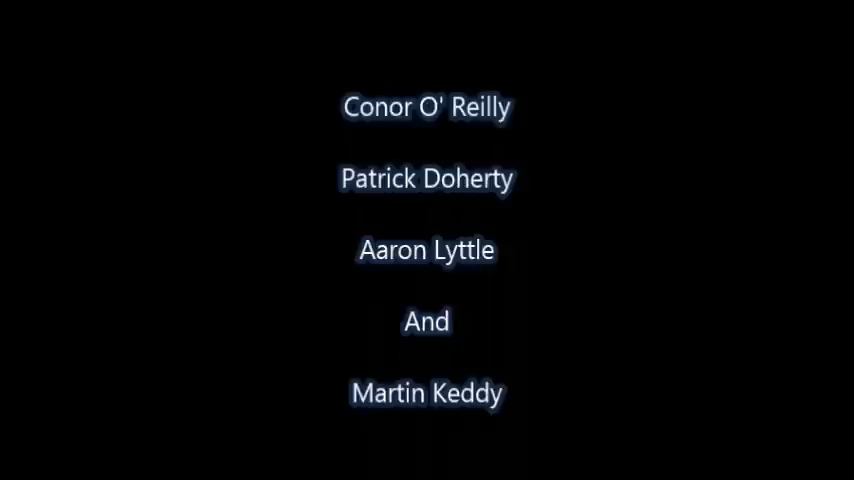 Conor O' Reilly
Patrick Doherty
Aaron Lyttle
And
Martin Keddy